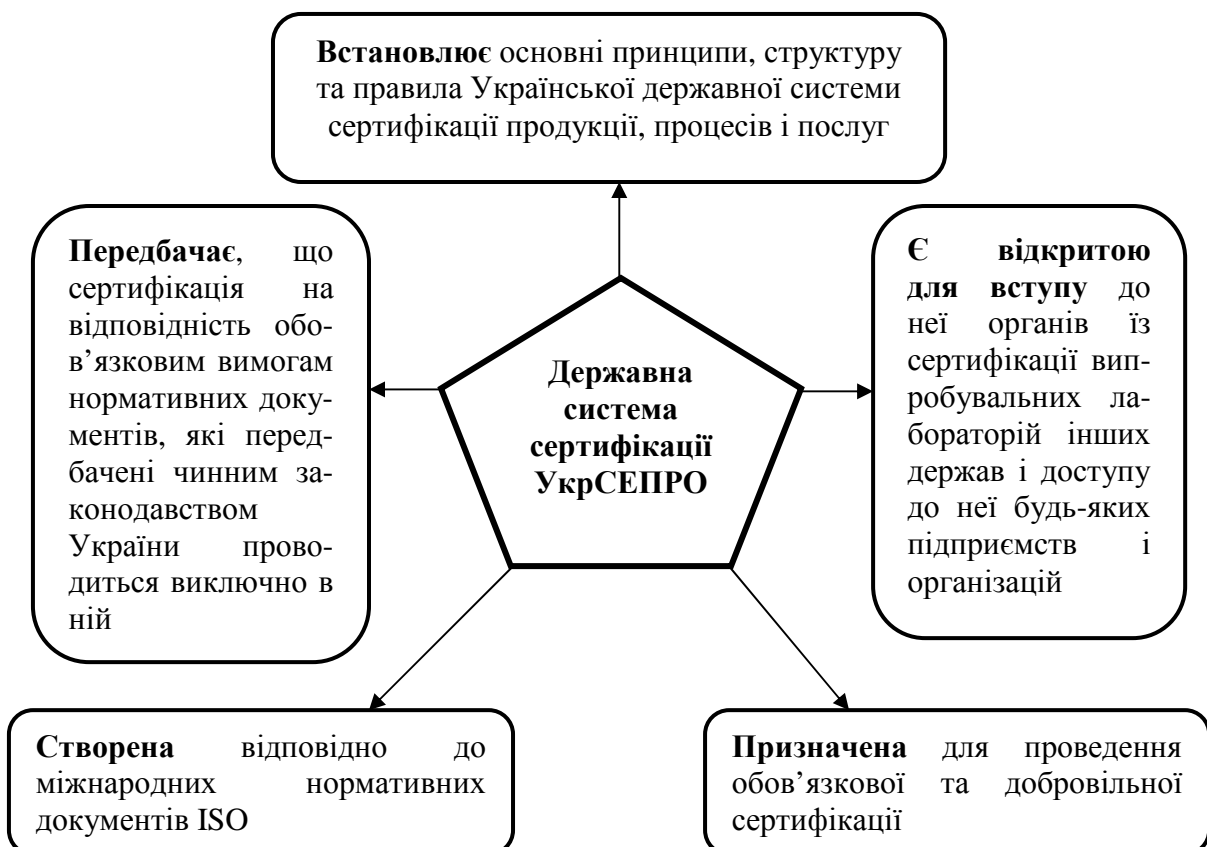 Встановлює основні принципи, структуру
та правила Української державної системи
сертифікації продукції, процесів і послуг
Передбачає, що
сертифікація на
відповідність обо-
в’язковим вимогам
нормативних доку-
ментів, які перед-
бачені чинним за-
конодавством
України прово-
диться виключно в
ній
Державна
система
сертифікації
УкрСЕПРО
Є відкритою
для вступу до
неї органів їз
сертифікації вип-
робувальних ла-
бораторій інших
держав і доступу
до неї будь-яких
підприємств і
організацій
Створена відповідно до
міжнародних нормативних
документів ISO
Призначена для проведення
обов’язкової та добровільної
сертифікації